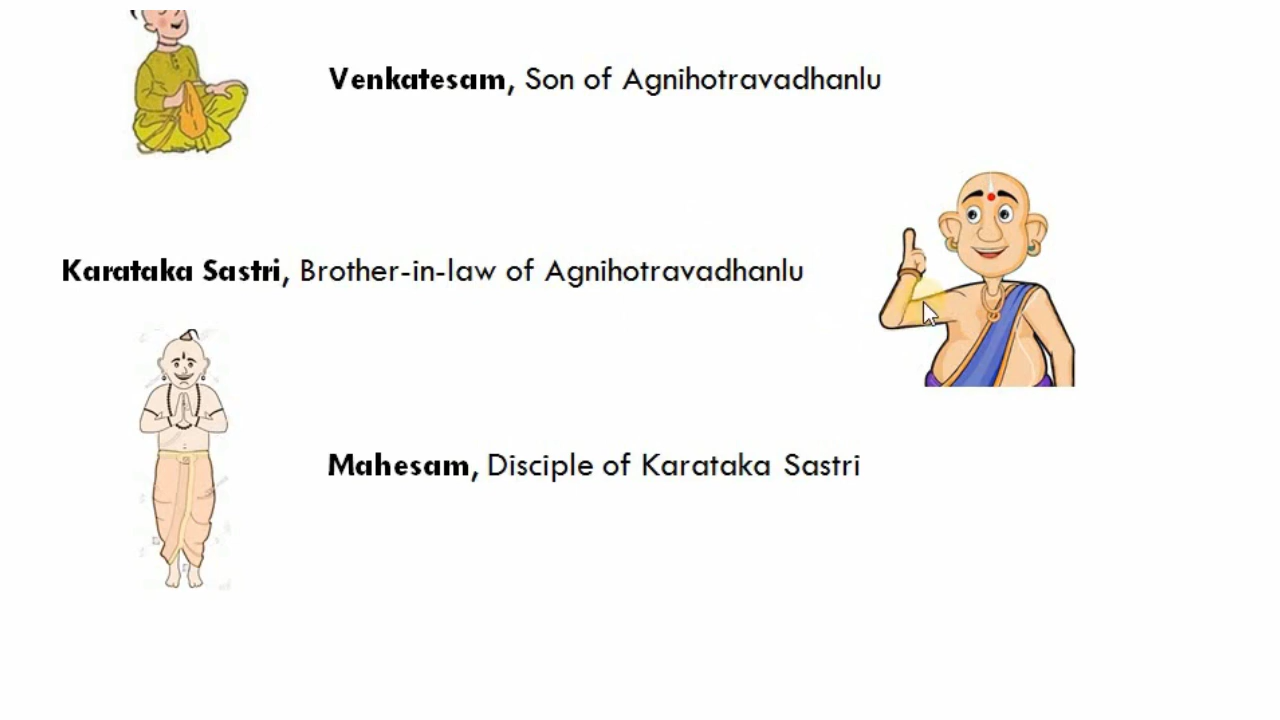 Venkatesam, Son of Agnihotravadhanlu
Karataka Sastri, Brother-in-law of Agnihotravadhanlu
Mahesam, Disciple of Karataka Sastri